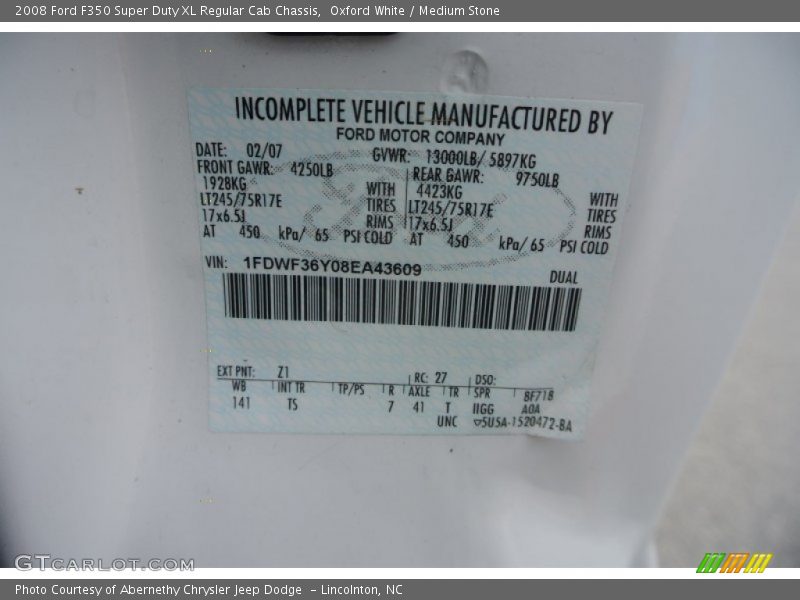 2008 Ford F350 Super Duty XL Regular Cab Chassis, Oxford White / Medium Stone
INCOMPLETE VEHICLE MANUFACTURED BY
FORD MOTOR COMPANY
DATE: 02/07 GVWR: 13000LB/ 5897KG
FRONT GAWR: 4250LB REAR GAWR: 9750LB
1928KG WITH 4423KG WITH
LT245/75R17E TIRES LT245/75R17E TIRES
17x6.5J RIMS 17x6.5J RIMS
AT 450 kPa/ 65 PSI COLD AT 450 kPa/ 65 PSI COLD
VIN: 1FDWF36Y08EA43609
DUAL
EXT PNT: Z1 RC: 27 DSO:
WB INT TR TP/PS R AXLE TR SPR BF718
141 TS 7 41 T IIGG A0A
UNC ▽5U5A-1520472-BA
GTCARLOT.COM
Photo Courtesy of Abernethy Chrysler Jeep Dodge – Lincolnton, NC